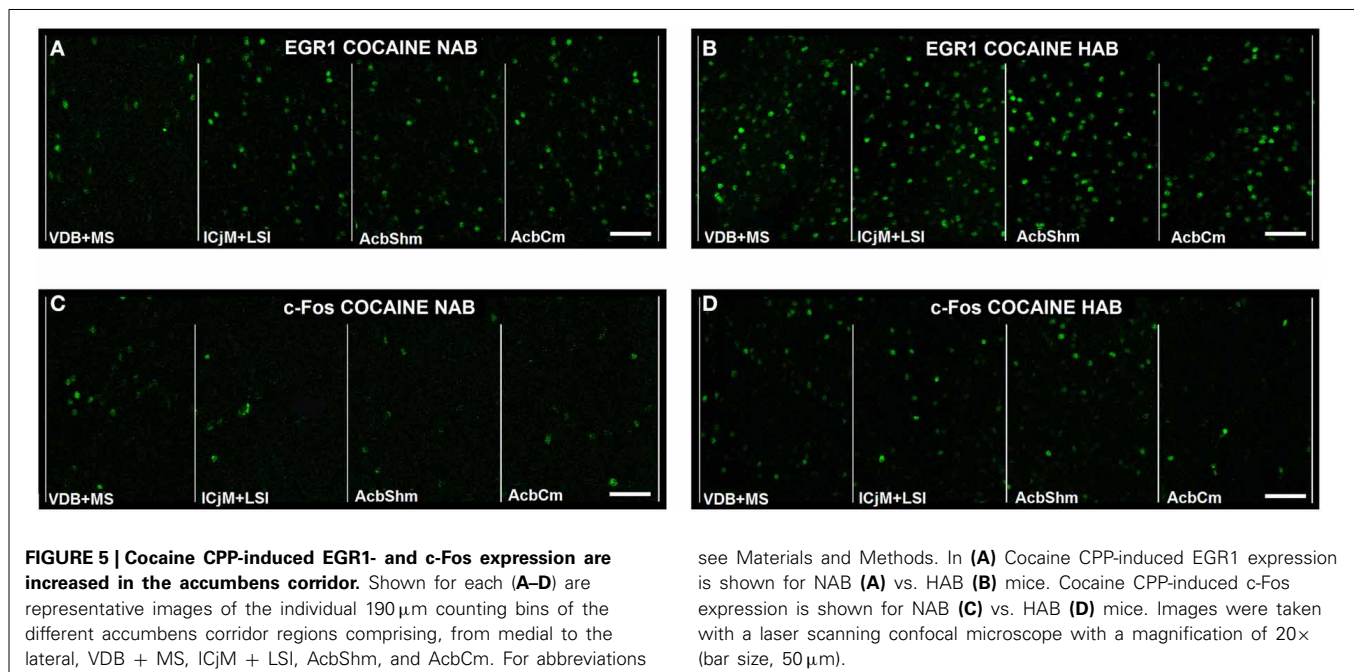 A
EGR1 COCAINE NAB
VDB+MS
ICjM+LSI
AcbShm
AcbCm
B
EGR1 COCAINE HAB
VDB+MS
ICjM+LSI
AcbShm
AcbCm
C
c-Fos COCAINE NAB
VDB+MS
ICjM+LSI
AcbShm
AcbCm
D
c-Fos COCAINE HAB
VDB+MS
ICjM+LSI
AcbShm
AcbCm
FIGURE 5 | Cocaine CPP-induced EGR1- and c-Fos expression are
increased in the accumbens corridor. Shown for each (A–D) are
representative images of the individual 190 μm counting bins of the
different accumbens corridor regions comprising, from medial to the
lateral, VDB + MS, ICjM + LSI, AcbShm, and AcbCm. For abbreviations
see Materials and Methods. In (A) Cocaine CPP-induced EGR1 expression
is shown for NAB (A) vs. HAB (B) mice. Cocaine CPP-induced c-Fos
expression is shown for NAB (C) vs. HAB (D) mice. Images were taken
with a laser scanning confocal microscope with a magnification of 20×
(bar size, 50 μm).